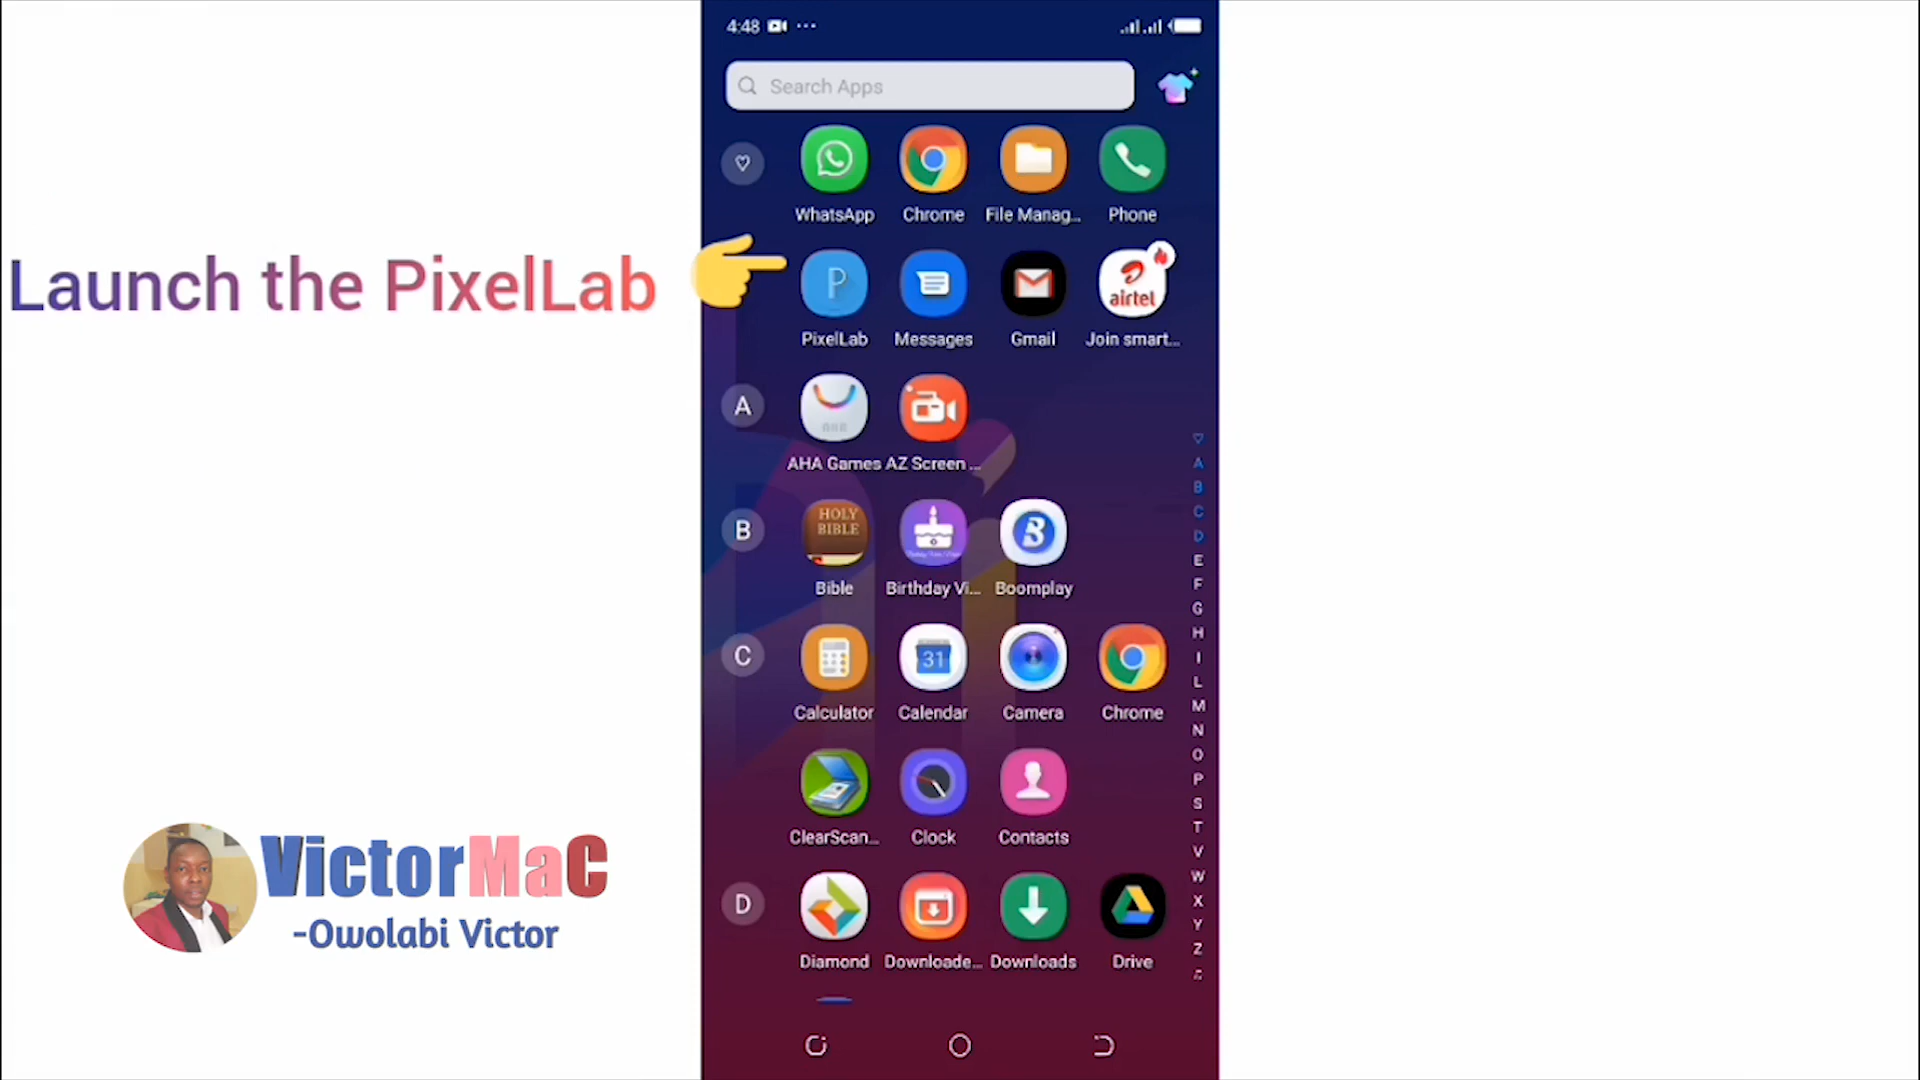 4:48
Search Apps
WhatsApp Chrome File Manag... Phone
Launch the PixelLab
P
airtel
PixelLab Messages Gmail Join smart...
A
AHA Games AZ Screen ...
B
HOLY
BIBLE
B
Bible Birthday Vi... Boomplay
C
31
Calculator Calendar Camera Chrome
ClearScan... Clock Contacts
D
Diamond Downloade... Downloads Drive
A
B
C
D
E
F
G
H
I
L
M
N
O
P
S
T
V
W
X
Y
Z
VictorMaC
-Owolabi Victor